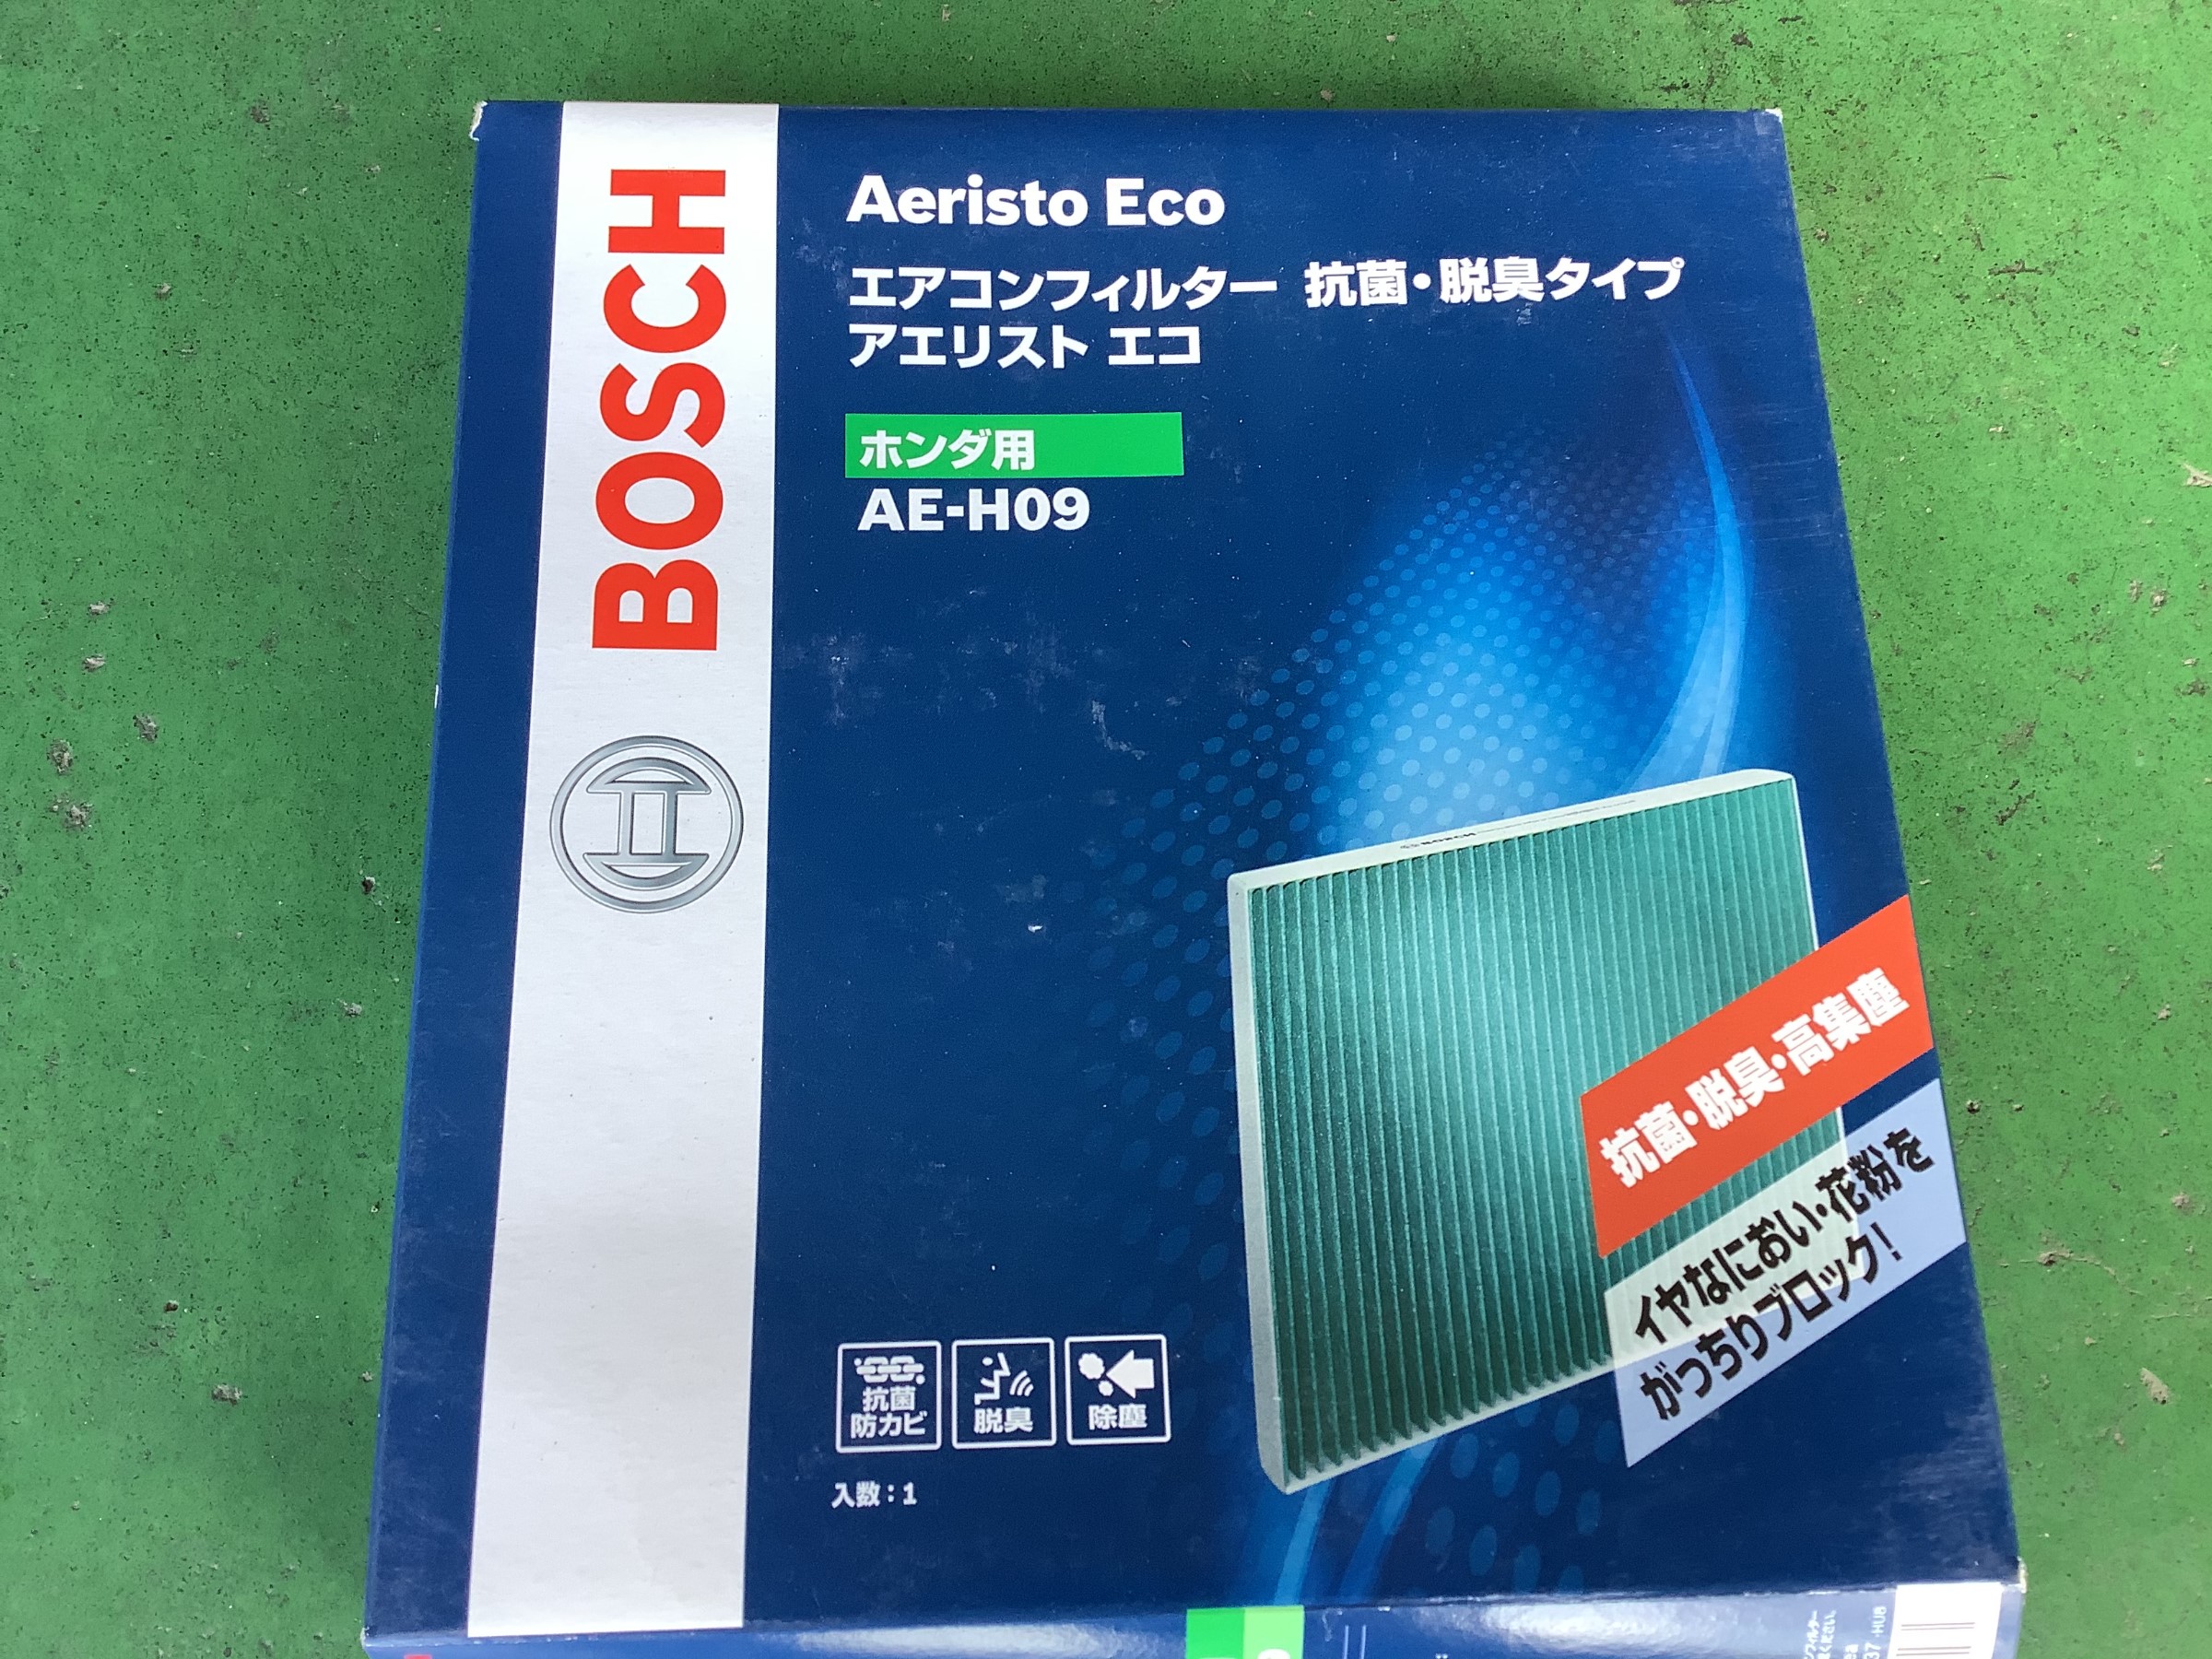 BOSCH
Aeristo Eco
エアコンフィルター 抗菌・脱臭タイプ
アエリスト エコ
ホンダ用
AE-H09
抗菌・脱臭・高集塵
イヤなにおい・花粉を
がっちりブロック!
抗菌
防カビ
脱臭
除塵
入数：1